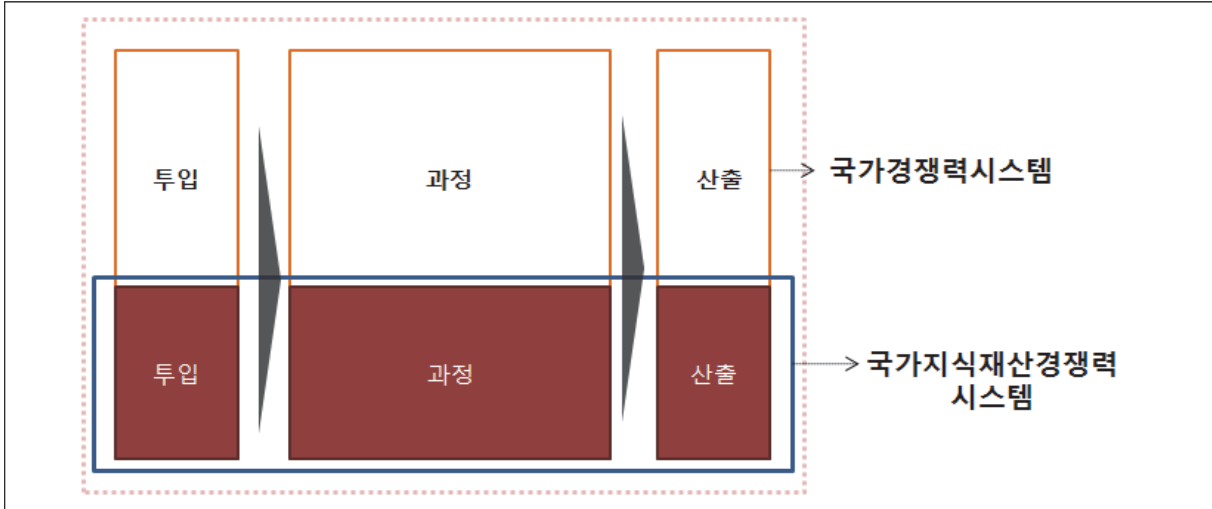 투입
과정
산출
국가경쟁력시스템
투입
과정
산출
국가지식재산경쟁력
시스템